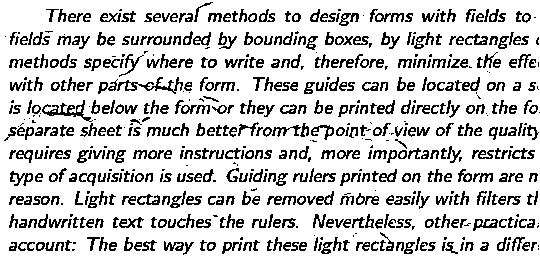 There exist several methods to design forms with fields to
fields may be surrounded by bounding boxes, by light rectangles
methods specify where to write and, therefore, minimize the effe
with other parts of the form. These guides can be located on a s
is located below the form or they can be printed directly on the fo
separate sheet is much better from the point of view of the quality
requires giving more instructions and, more importantly, restricts
type of acquisition is used. Guiding rulers printed on the form are m
reason. Light rectangles can be removed more easily with filters th
handwritten text touches the rulers. Nevertheless, other practica
account: The best way to print these light rectangles is in a differ